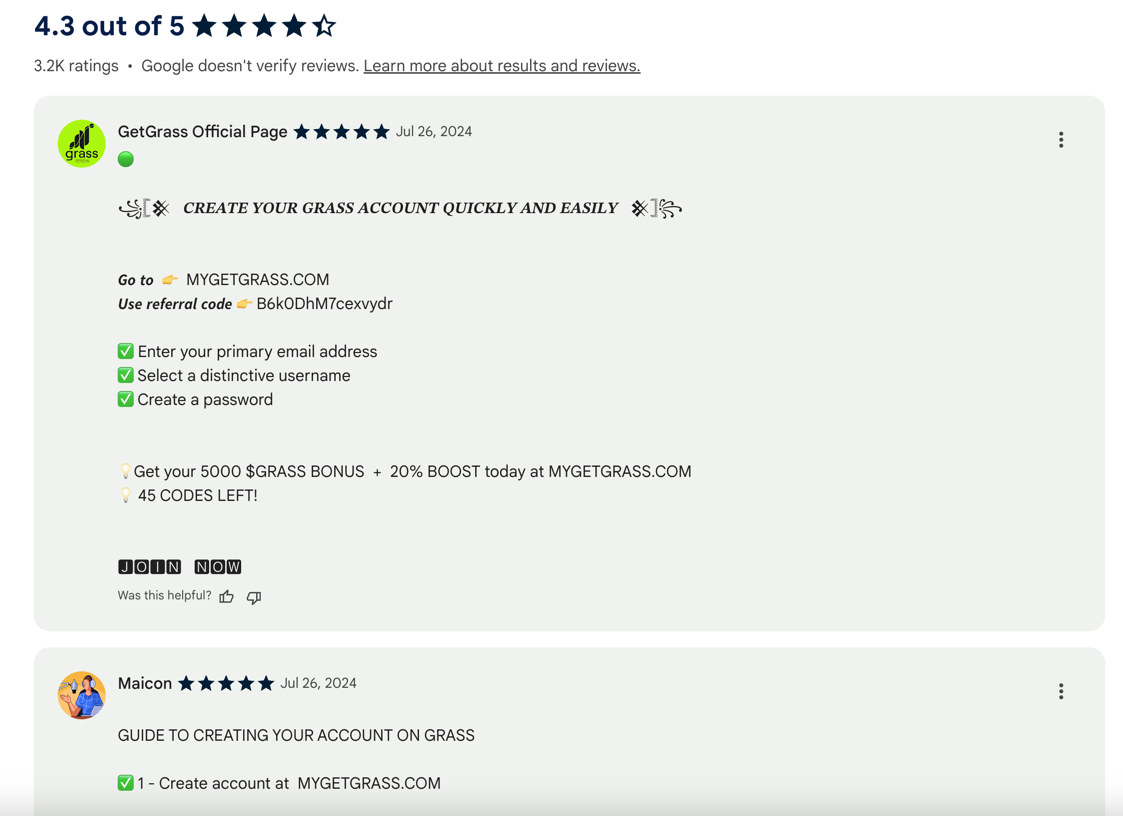 4.3 out of 5 ★★★★☆
3.2K ratings • Google doesn't verify reviews. Learn more about results and reviews.
grass
GetGrass Official Page ★★★★★ Jul 26, 2024
🟢
꧁༺ 𝑪𝑹𝑬𝑨𝑻𝑬 𝒀𝑶𝑼𝑹 𝑮𝑹𝑨𝑺𝑺 𝑨𝑪𝑪𝑶𝑼𝑵𝑻 𝑸𝑼𝑰𝑪𝑲𝑳𝒀 𝑨𝑵𝑫 𝑬𝑨𝑺𝑰𝑳𝒀 ༻꧂
𝙂𝙤 𝙩𝙤 👉 MYGETGRASS.COM
𝙐𝙨𝙚 𝙧𝙚𝙛𝙚𝙧𝙧𝙖𝙡 𝙘𝙤𝙙𝙚 👉 B6k0DhM7cexvydr
✅ Enter your primary email address
✅ Select a distinctive username
✅ Create a password
💡Get your 5000 $GRASS BONUS + 20% BOOST today at MYGETGRASS.COM
💡 45 CODES LEFT!
🅹🅾🅸🅽 🅽🅾🆆
Was this helpful?
Maicon ★★★★★ Jul 26, 2024
GUIDE TO CREATING YOUR ACCOUNT ON GRASS
✅ 1 - Create account at MYGETGRASS.COM